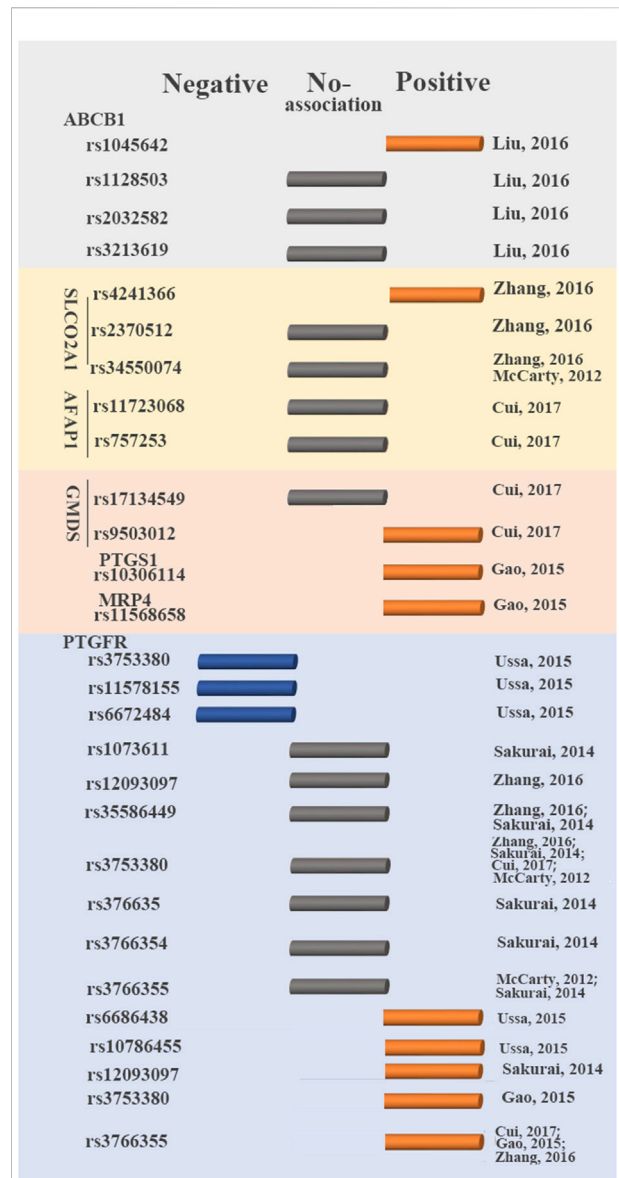 Negative No- Positive
association
ABCB1
rs1045642 Liu, 2016
rs1128503 Liu, 2016
rs2032582 Liu, 2016
rs3213619 Liu, 2016
SLCO2A1
rs4241366 Zhang, 2016
rs2370512 Zhang, 2016
rs34550074 Zhang, 2016
McCarty, 2012
AFAP1
rs11723068 Cui, 2017
rs757253 Cui, 2017
GMDS
rs17134549 Cui, 2017
rs9503012 Cui, 2017
PTGS1
rs10306114 Gao, 2015
MRP4
rs11568658 Gao, 2015
PTGFR
rs3753380 Ussa, 2015
rs11578155 Ussa, 2015
rs6672484 Ussa, 2015
rs1073611 Sakurai, 2014
rs12093097 Zhang, 2016
rs35586449 Zhang, 2016;
Sakurai, 2014
rs3753380 Zhang, 2016;
Sakurai, 2014;
Cui, 2017;
McCarty, 2012
rs376635 Sakurai, 2014
rs3766354 Sakurai, 2014
rs3766355 McCarty, 2012;
Sakurai, 2014
rs6686438 Ussa, 2015
rs10786455 Ussa, 2015
rs12093097 Sakurai, 2014
rs3753380 Gao, 2015
rs3766355 Cui, 2017;
Gao, 2015;
Zhang, 2016